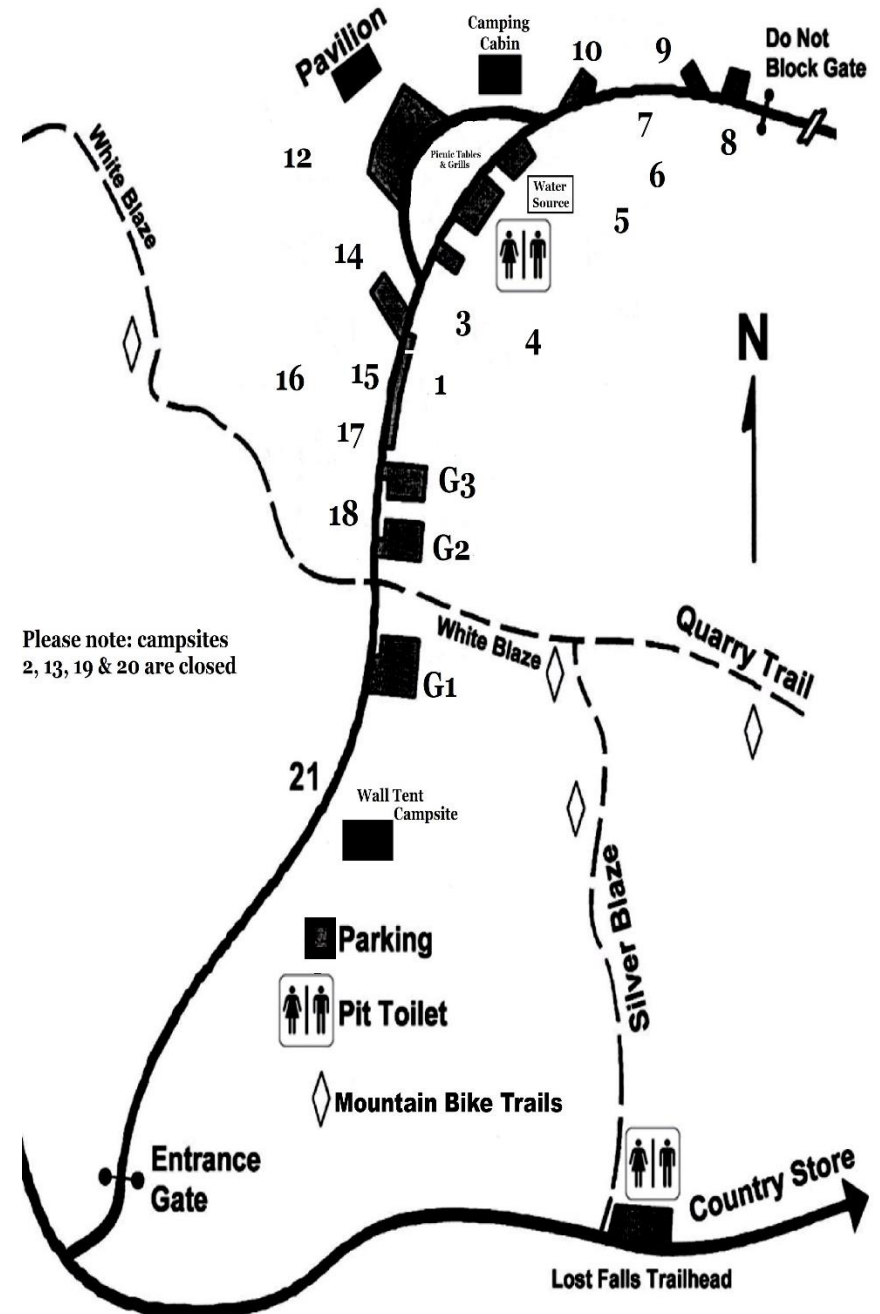 Pavilion
Camping
Cabin
10
9
Do Not
Block Gate
White Blaze
12
Picnic Tables
& Grills
7
8
Water
Source
6
5
14
3
4
N
16
15
1
17
G3
18
G2
Please note: campsites
2, 13, 19 & 20 are closed
White Blaze
Quarry Trail
G1
21
Wall Tent
Campsite
Silver Blaze
Parking
Pit Toilet
Mountain Bike Trails
Entrance
Gate
Country Store
Lost Falls Trailhead